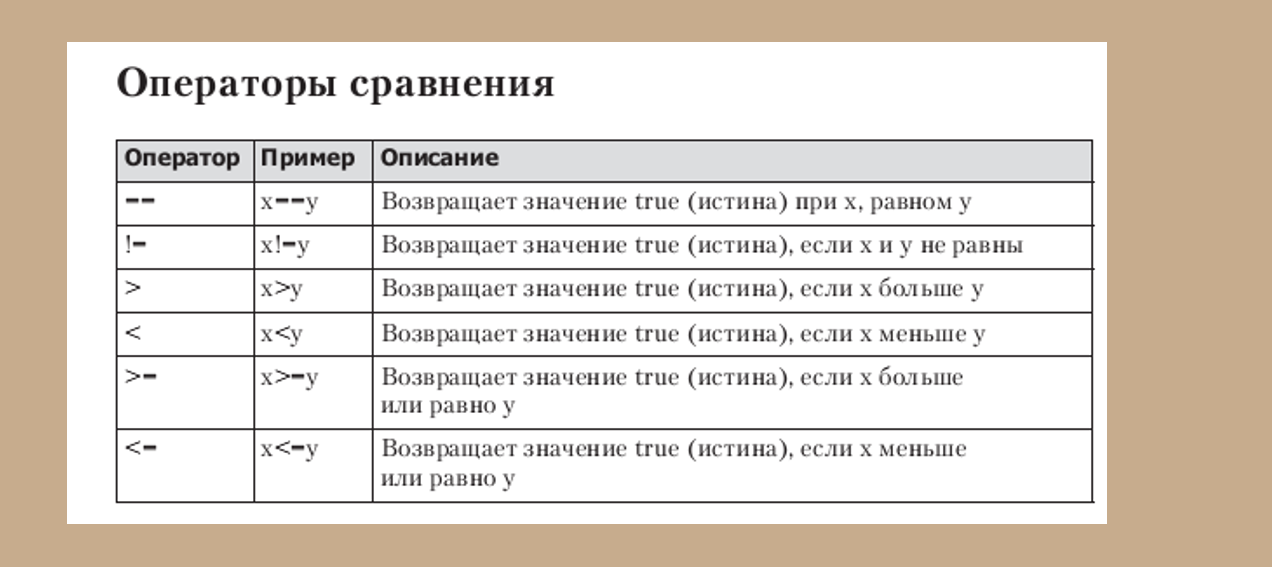 Операторы сравнения
Оператор Пример Описание
== x==y Возвращает значение true (истина) при x, равном y
!= x!=y Возвращает значение true (истина), если x и y не равны
> x>y Возвращает значение true (истина), если x больше y
< x<y Возвращает значение true (истина), если x меньше y
>= x>=y Возвращает значение true (истина), если x больше
или равно y
<= x<=y Возвращает значение true (истина), если x меньше
или равно y